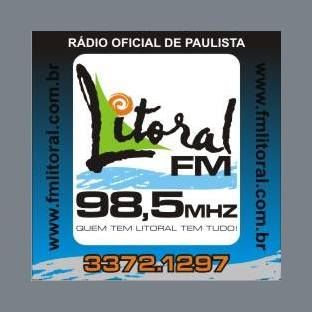 RÁDIO OFICIAL DE PAULISTA
www.fmlitoral.com.br
Litoral
FM
98,5MHZ
QUEM TEM LITORAL TEM TUDO!
www.fmlitoral.com.br
3372.1297